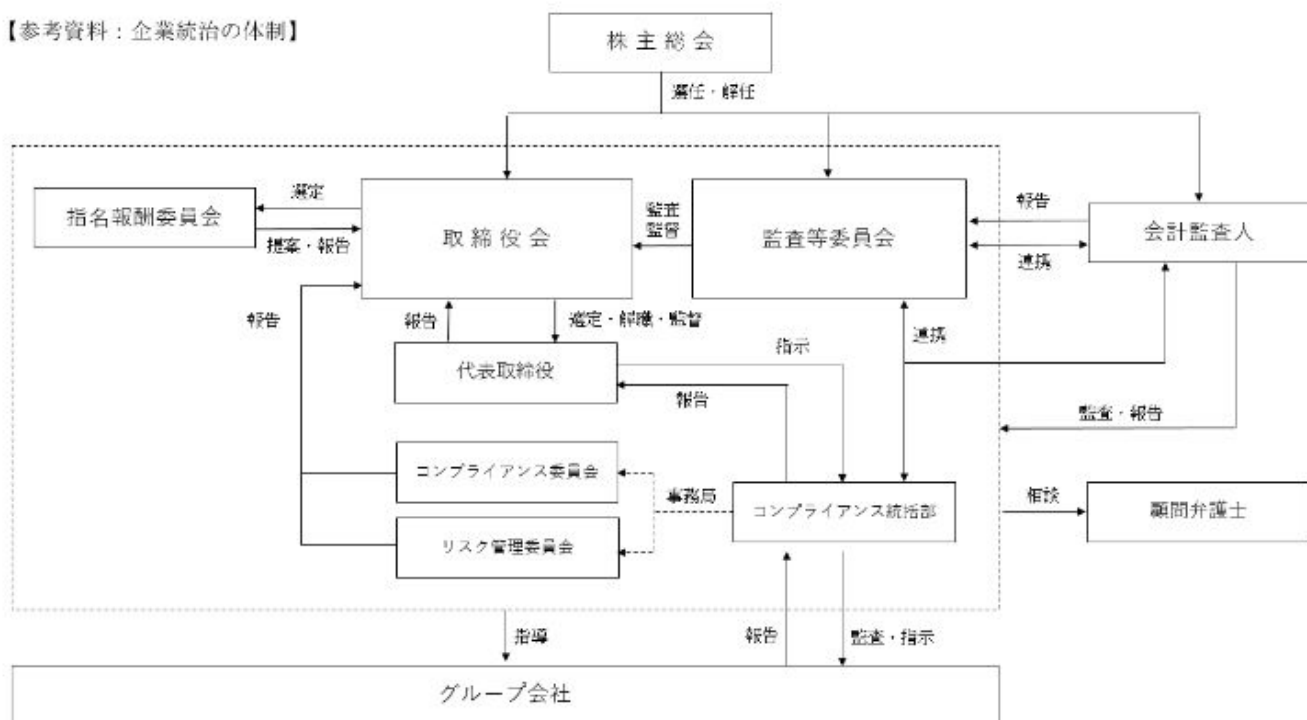 【参考資料：企業統治の体制】
株主総会
選任・解任
指名報酬委員会
選定
提案・報告
取締役会
監査
監督
監査等委員会
報告
連携
会計監査人
報告
報告
選定・解職・監督
連携
代表取締役
指示
報告
監査・報告
コンプライアンス委員会
事務局
コンプライアンス統括部
相談
顧問弁護士
リスク管理委員会
指導
報告
監査・指示
グループ会社